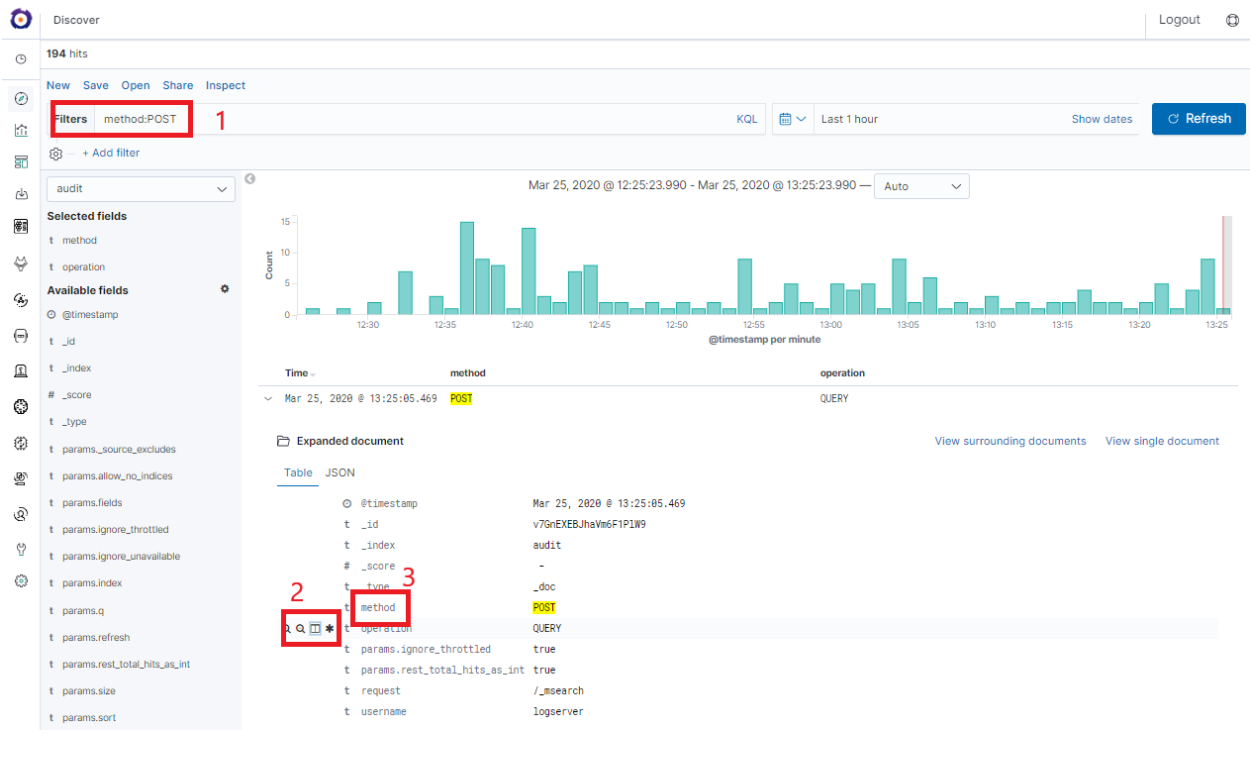 Discover Logout
194 hits
New Save Open Share Inspect
Filters method:POST 1 KQL Last 1 hour Show dates Refresh
+ Add filter
audit
Mar 25, 2020 @ 12:25:23.990 - Mar 25, 2020 @ 13:25:23.990 — Auto
Selected fields
t method
t operation
Available fields
@timestamp
t _id
t _index
# _score
t _type
t params._source_excludes
t params.allow_no_indices
t params.fields
t params.ignore_throttled
t params.ignore_unavailable
t params.index
t params.q
t params.refresh
t params.rest_total_hits_as_int
t params.size
t params.sort
15
10
5
0
Count
12:30 12:35 12:40 12:45 12:50 12:55 13:00 13:05 13:10 13:15 13:20 13:25
@timestamp per minute
Time method operation
Mar 25, 2020 @ 13:25:05.469 POST QUERY
Expanded document View surrounding documents View single document
Table JSON
@timestamp Mar 25, 2020 @ 13:25:05.469
t _id v7GnEXEBJhaVm6F1PlW9
t _index audit
# _score -
t _type _doc
3
t method POST
2
t operation QUERY
t params.ignore_throttled true
t params.rest_total_hits_as_int true
t request /_msearch
t username logserver